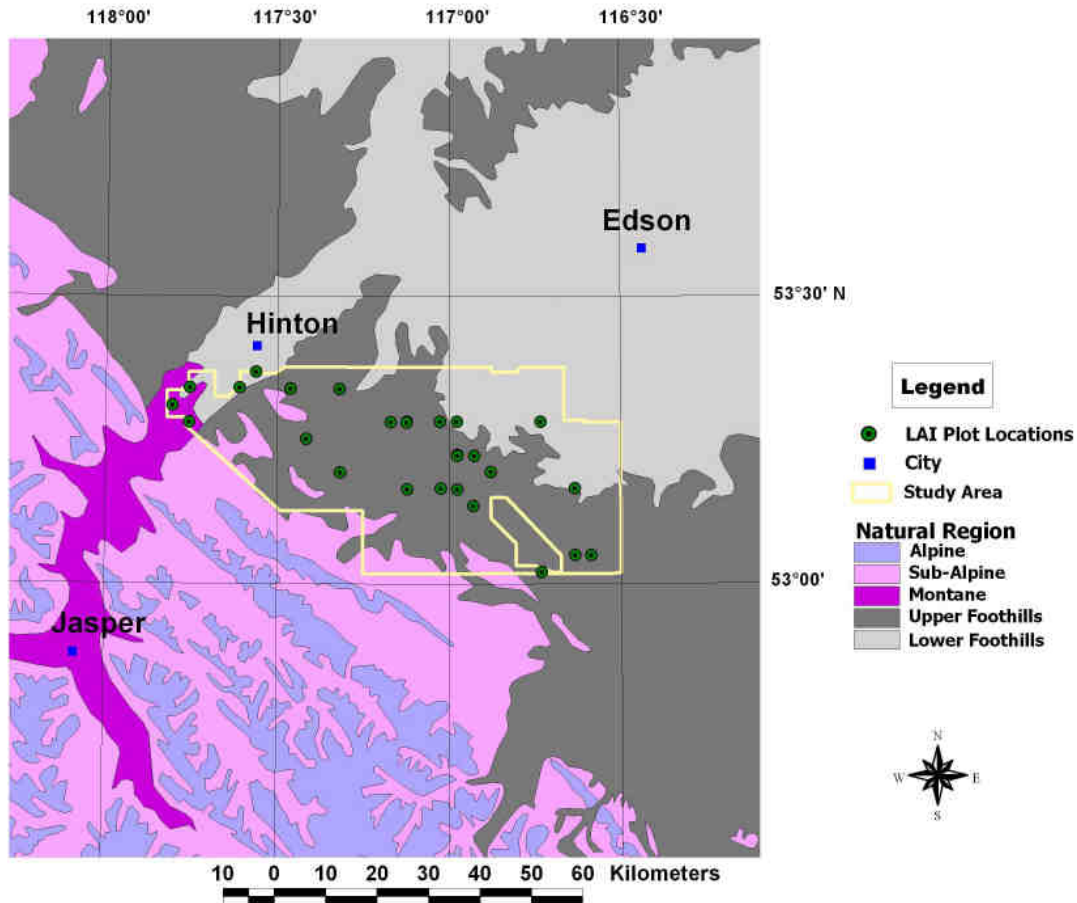 118°00' 117°30' 117°00' 116°30'
Edson
53°30' N
Hinton
Legend
LAI Plot Locations
City
Study Area
Natural Region
Alpine
Sub-Alpine
Montane
Upper Foothills
Lower Foothills
53°00'
Jasper
N
W E
S
10 0 10 20 30 40 50 60 Kilometers